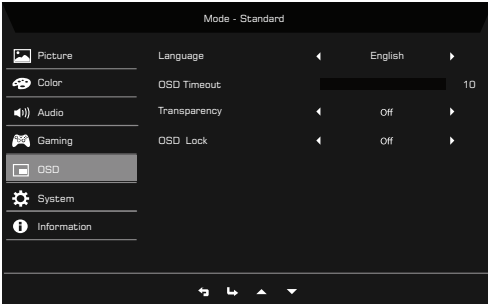 Mode - Standard
Picture
Language English
Color
OSD Timeout 10
Audio
Transparency Off
Gaming
OSD Lock Off
OSD
System
Information